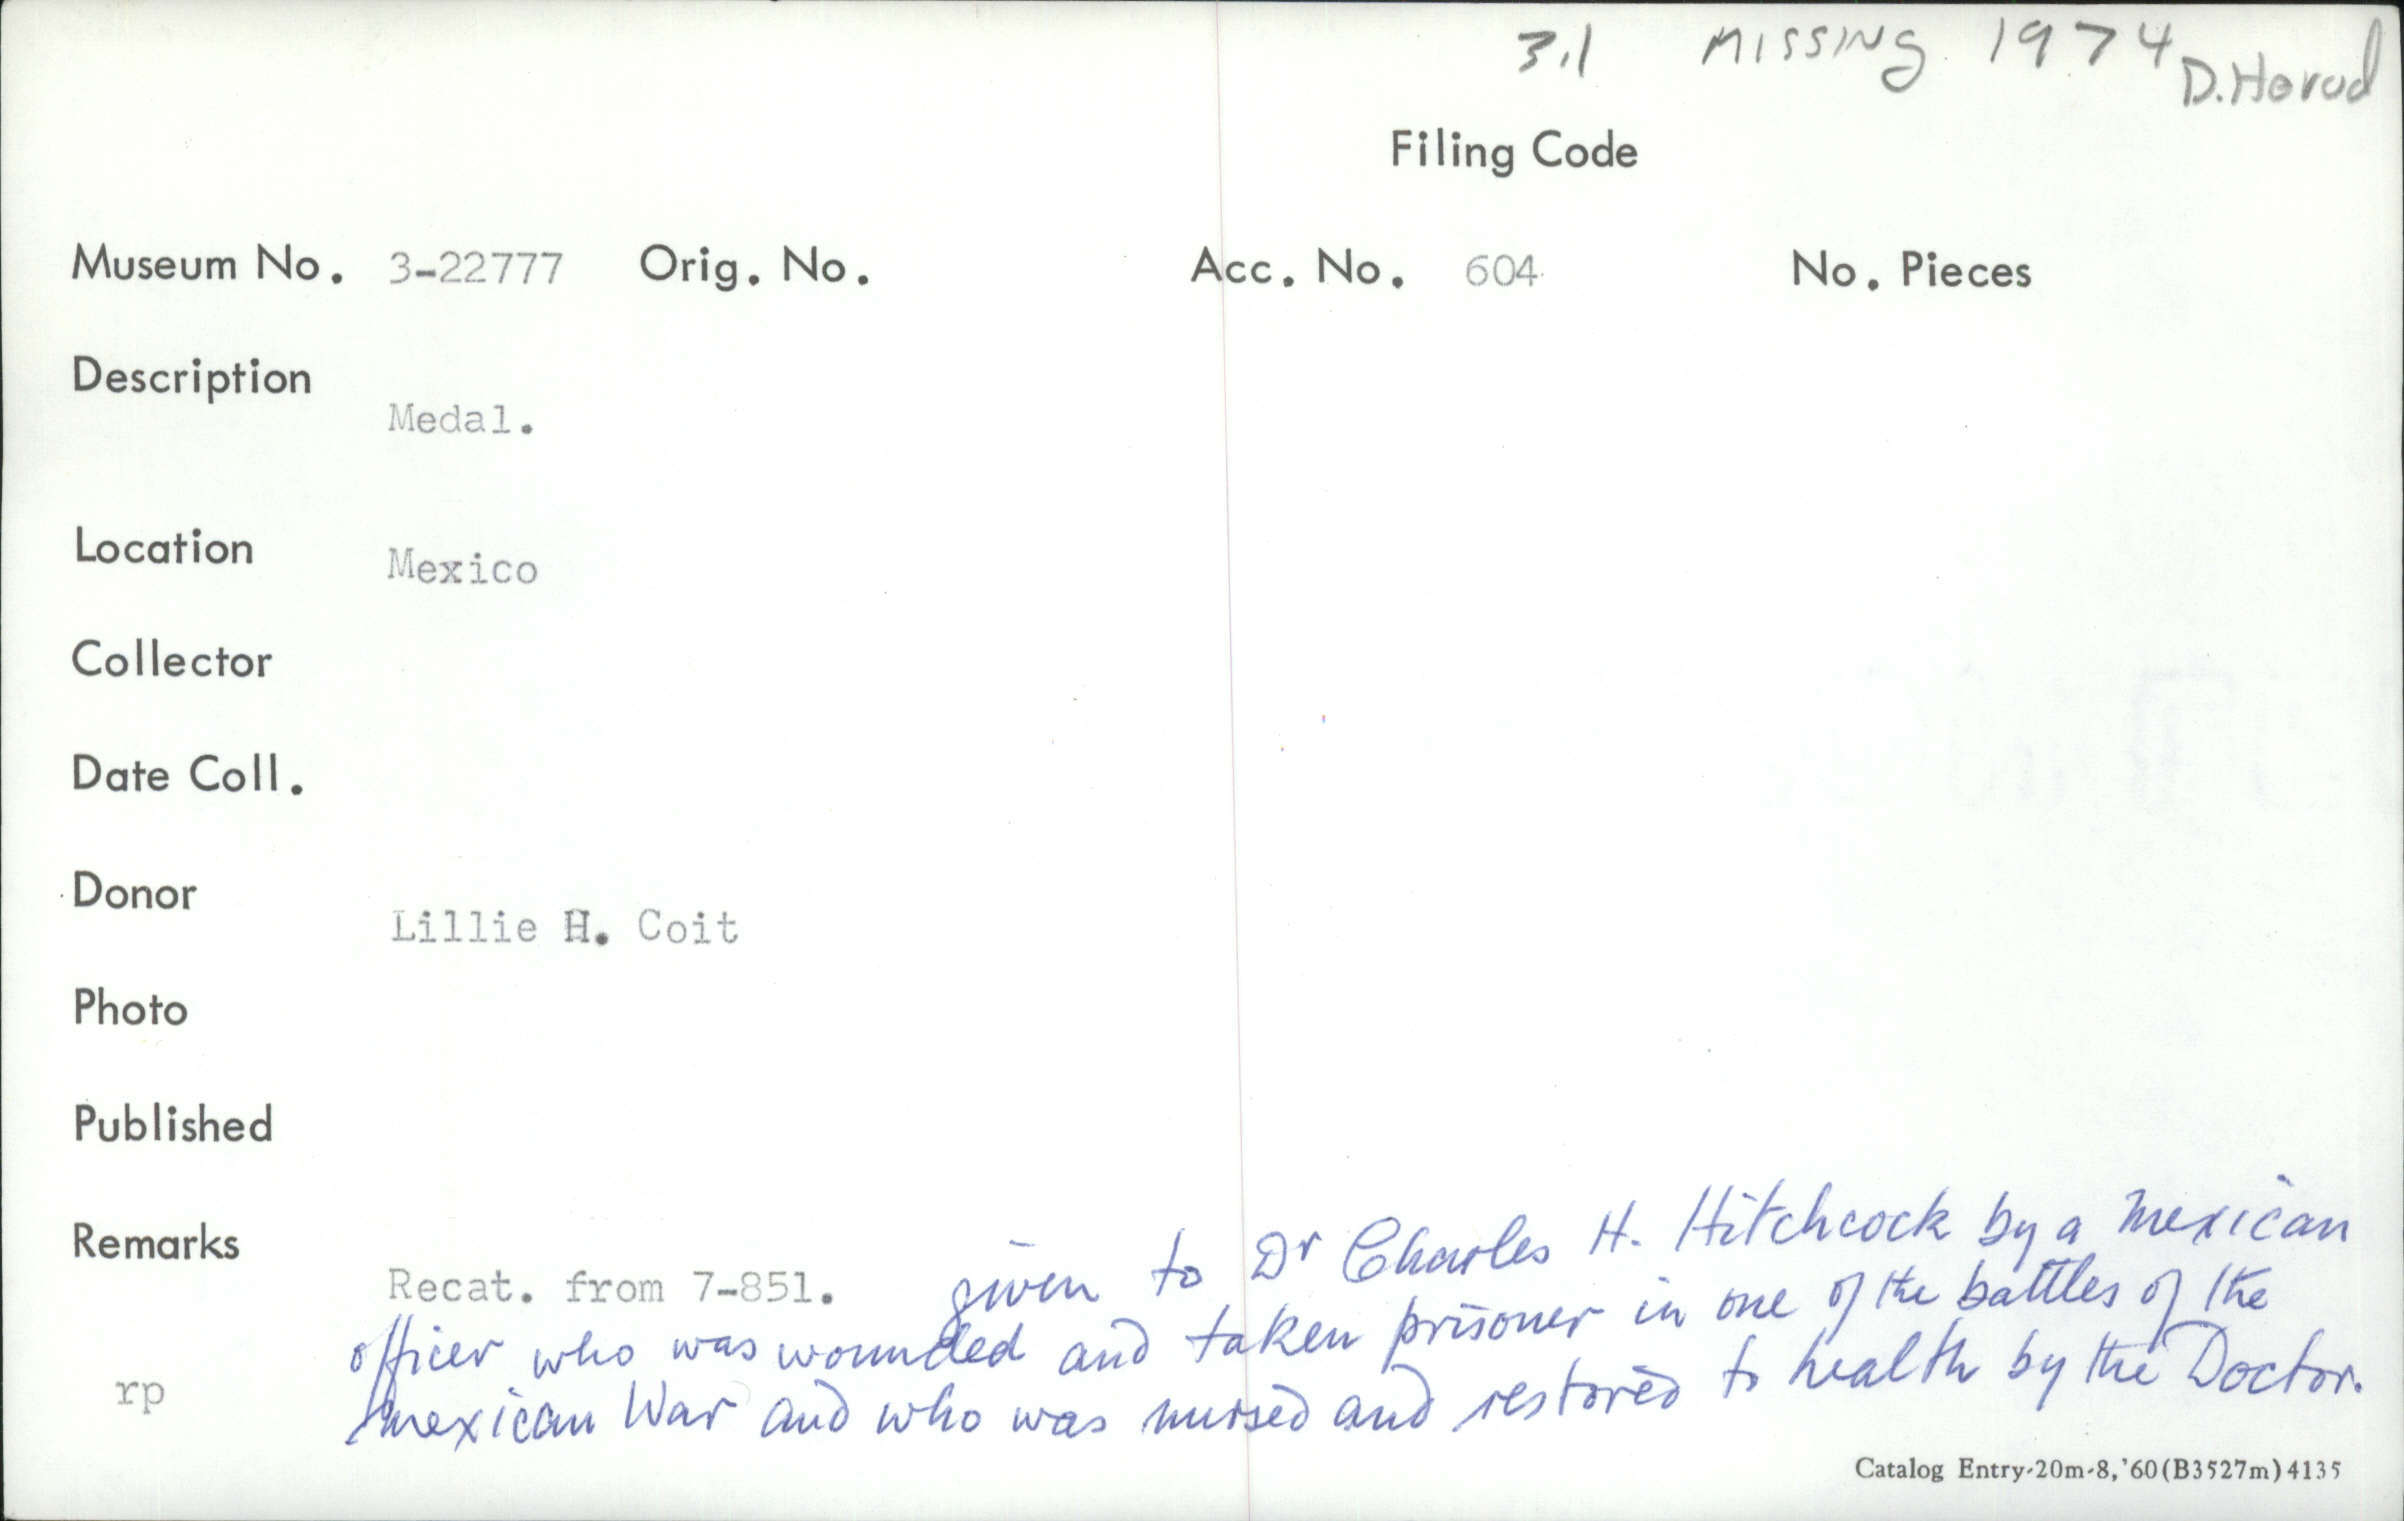 3.1 MISSING 1974 D. Horod
Filing Code
Museum No. 3-22777 Orig. No. Acc. No. 604 No. Pieces
Description
Medal.
Location
Mexico
Collector
Date Coll.
Donor
Lillie H. Coit
Photo
Published
Remarks
Recat. from 7-851. given to Dr Charles H. Hitchcock by a Mexican
officer who was wounded and taken prisoner in one of the battles of the
rp
Mexican War and who was nursed and restored to health by the Doctor.
Catalog Entry-20m-8,'60(B3527m)4135